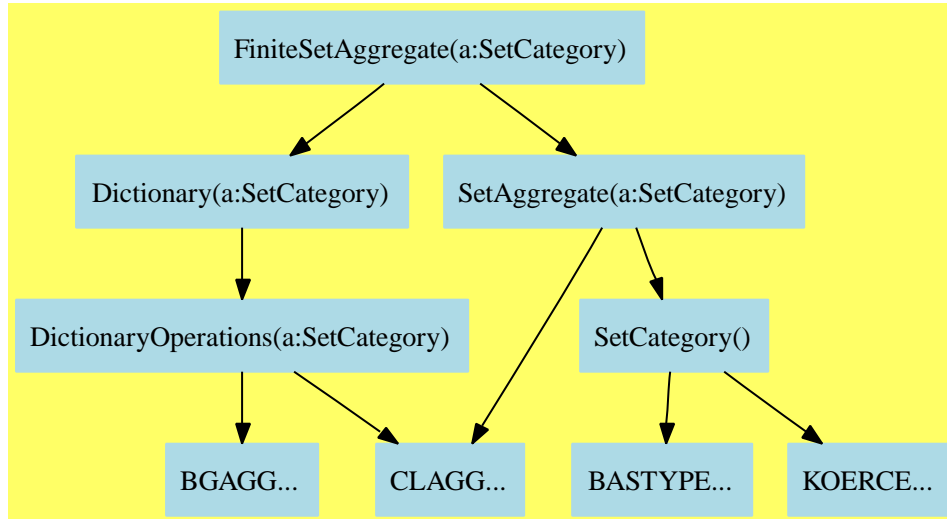 FiniteSetAggregate(a:SetCategory)
Dictionary(a:SetCategory)
SetAggregate(a:SetCategory)
DictionaryOperations(a:SetCategory)
SetCategory()
BGAGG...
CLAGG...
BASTYPE...
KOERCE...